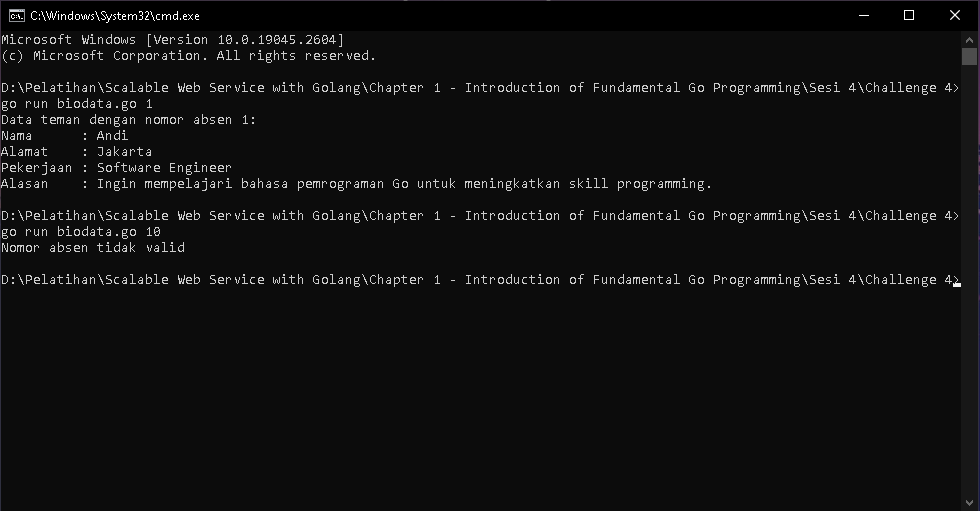 C:\Windows\System32\cmd.exe
Microsoft Windows [Version 10.0.19045.2604]
(c) Microsoft Corporation. All rights reserved.
D:\Pelatihan\Scalable Web Service with Golang\Chapter 1 - Introduction of Fundamental Go Programming\Sesi 4\Challenge 4>
go run biodata.go 1
Data teman dengan nomor absen 1:
Nama      : Andi
Alamat    : Jakarta
Pekerjaan : Software Engineer
Alasan    : Ingin mempelajari bahasa pemrograman Go untuk meningkatkan skill programming.
D:\Pelatihan\Scalable Web Service with Golang\Chapter 1 - Introduction of Fundamental Go Programming\Sesi 4\Challenge 4>
go run biodata.go 10
Nomor absen tidak valid
D:\Pelatihan\Scalable Web Service with Golang\Chapter 1 - Introduction of Fundamental Go Programming\Sesi 4\Challenge 4>